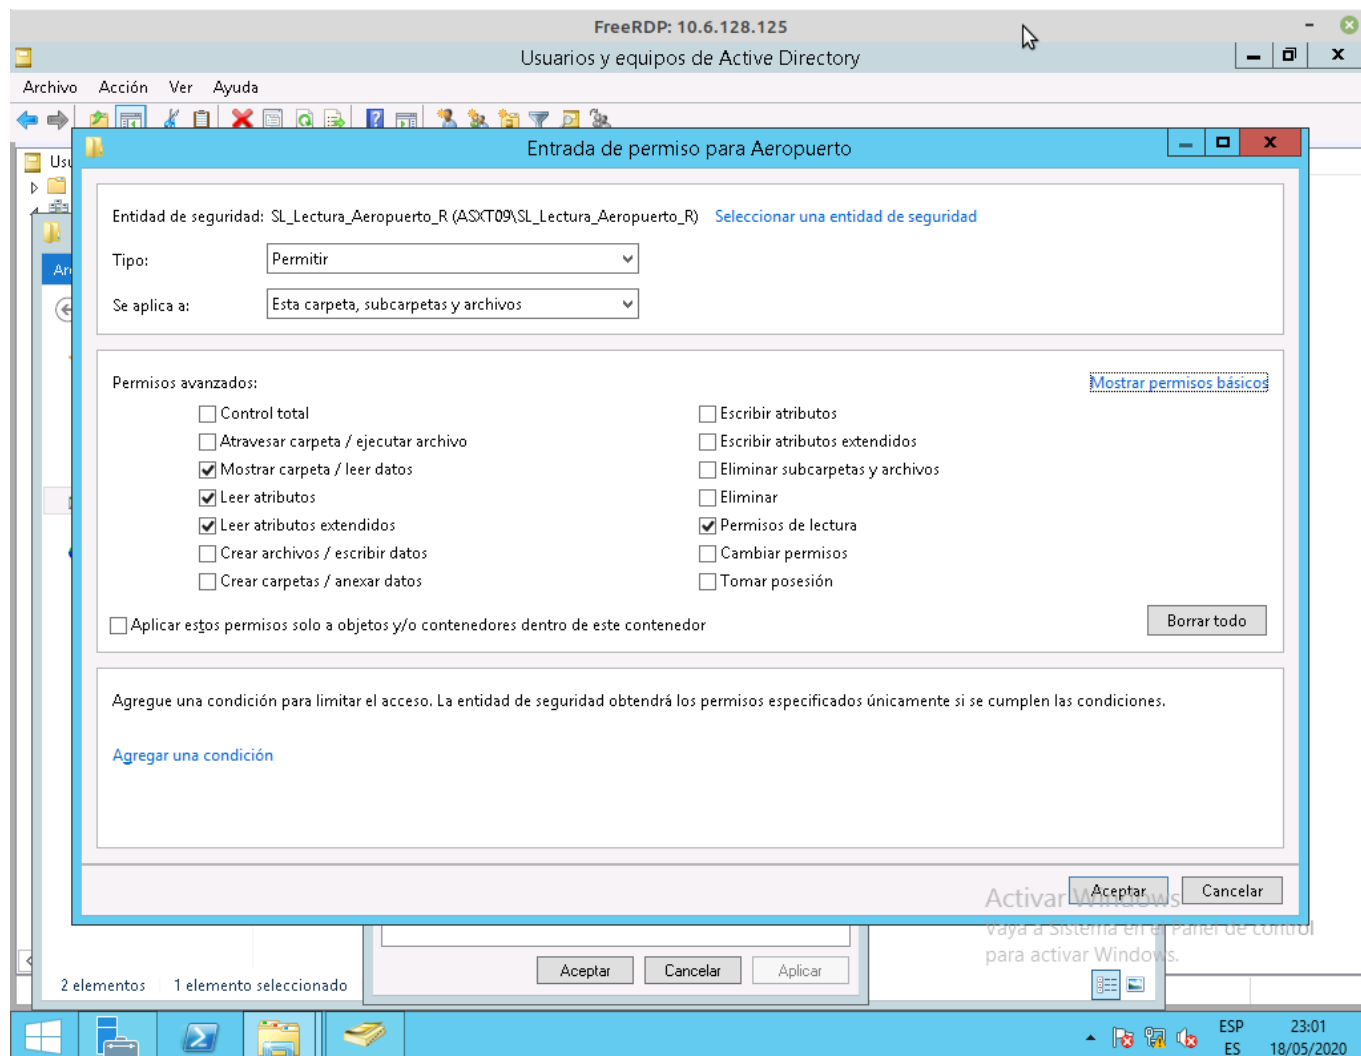 FreeRDP: 10.6.128.125
Usuarios y equipos de Active Directory
Archivo Acción Ver Ayuda
Entrada de permiso para Aeropuerto
Entidad de seguridad: SL_Lectura_Aeropuerto_R (ASXT09\SL_Lectura_Aeropuerto_R) Seleccionar una entidad de seguridad
Tipo: Permitir
Se aplica a: Esta carpeta, subcarpetas y archivos
Permisos avanzados: Mostrar permisos básicos
Control total Escribir atributos
Atravesar carpeta / ejecutar archivo Escribir atributos extendidos
Mostrar carpeta / leer datos Eliminar subcarpetas y archivos
Leer atributos Eliminar
Leer atributos extendidos Permisos de lectura
Crear archivos / escribir datos Cambiar permisos
Crear carpetas / anexar datos Tomar posesión
Aplicar estos permisos solo a objetos y/o contenedores dentro de este contenedor Borrar todo
Agregue una condición para limitar el acceso. La entidad de seguridad obtendrá los permisos especificados únicamente si se cumplen las condiciones.
Agregar una condición
Aceptar Cancelar
Activar Windows
Vaya a Sistema en el Panel de control
para activar Windows.
Aceptar Cancelar Aplicar
2 elementos 1 elemento seleccionado
ESP 23:01
ES 18/05/2020